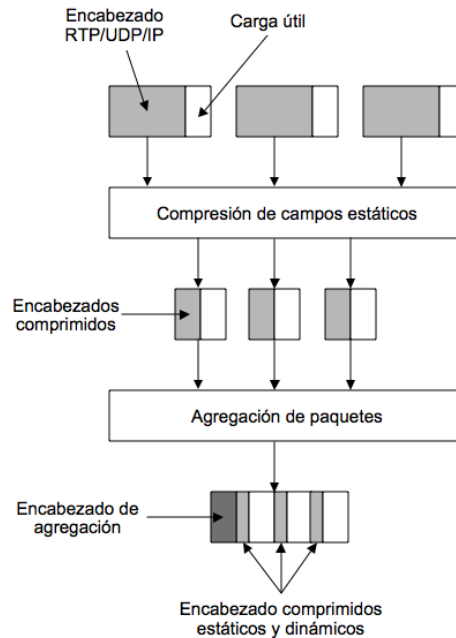 Encabezado
RTP/UDP/IP
Carga útil
Compresión de campos estáticos
Encabezados
comprimidos
Agregación de paquetes
Encabezado de
agregación
Encabezado comprimidos
estáticos y dinámicos